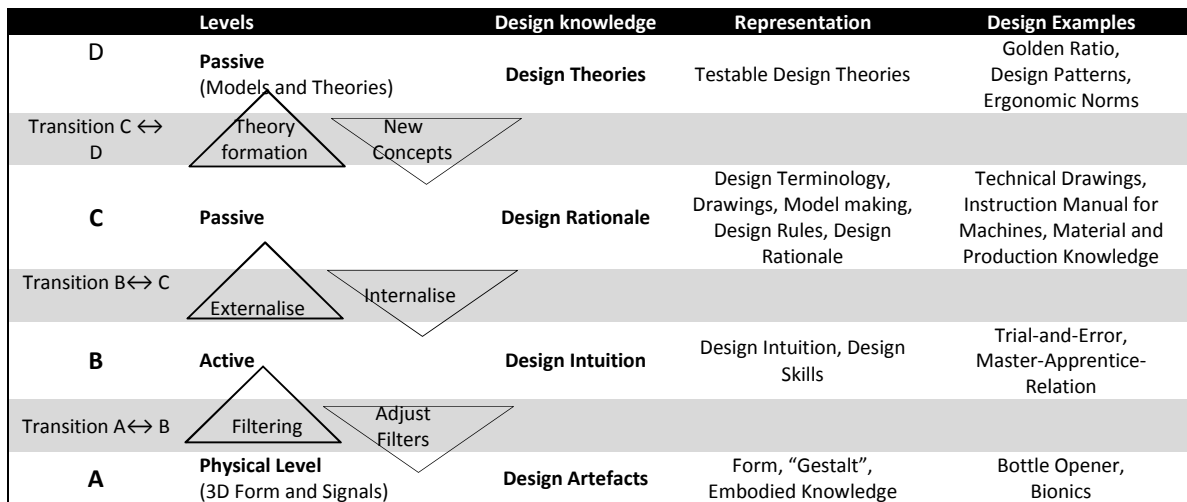 Levels Design knowledge Representation Design Examples
D
Passive
(Models and Theories)
Design Theories
Testable Design Theories
Golden Ratio,
Design Patterns,
Ergonomic Norms
Transition C ↔
D
Theory
formation
New
Concepts
C
Passive
Design Rationale
Design Terminology,
Drawings, Model making,
Design Rules, Design
Rationale
Technical Drawings,
Instruction Manual for
Machines, Material and
Production Knowledge
Transition B↔ C
Externalise
Internalise
B
Active
Design Intuition
Design Intuition, Design
Skills
Trial-and-Error,
Master-Apprentice-
Relation
Transition A↔ B
Filtering
Adjust
Filters
A
Physical Level
(3D Form and Signals)
Design Artefacts
Form, “Gestalt”,
Embodied Knowledge
Bottle Opener,
Bionics